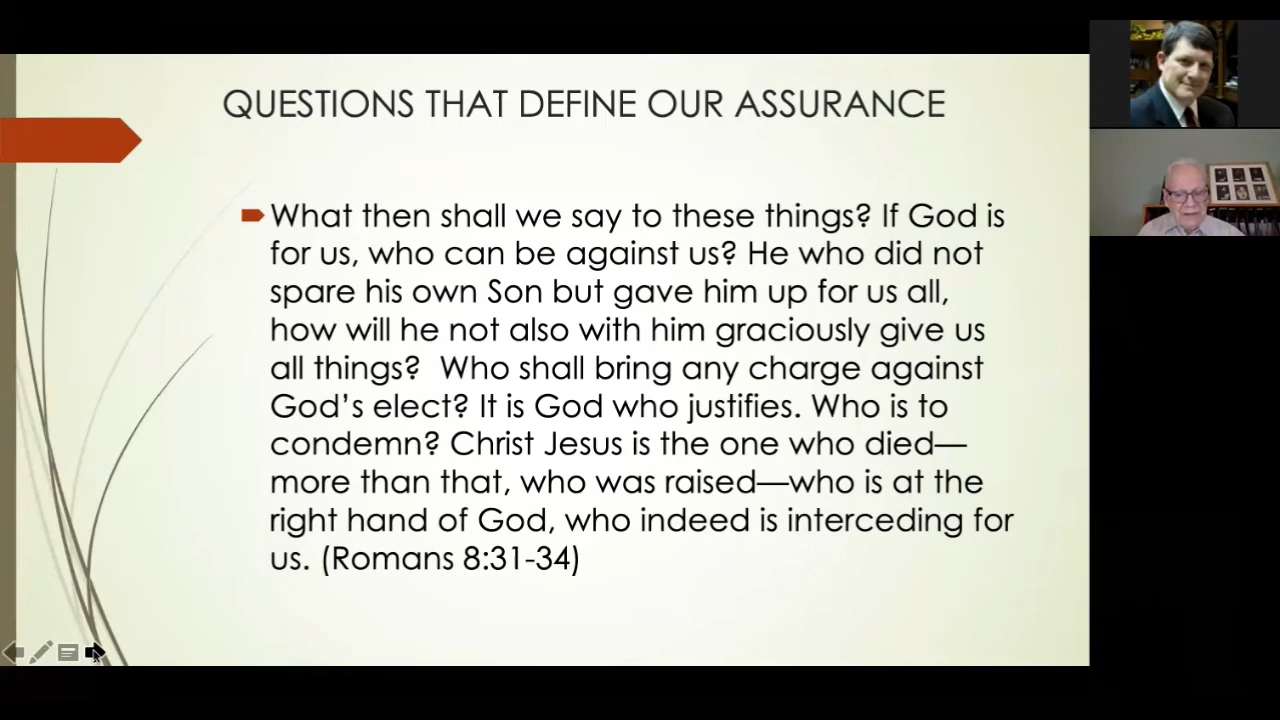 QUESTIONS THAT DEFINE OUR ASSURANCE
What then shall we say to these things? If God is
for us, who can be against us? He who did not
spare his own Son but gave him up for us all,
how will he not also with him graciously give us
all things?  Who shall bring any charge against
God’s elect? It is God who justifies. Who is to
condemn? Christ Jesus is the one who died—
more than that, who was raised—who is at the
right hand of God, who indeed is interceding for
us. (Romans 8:31-34)